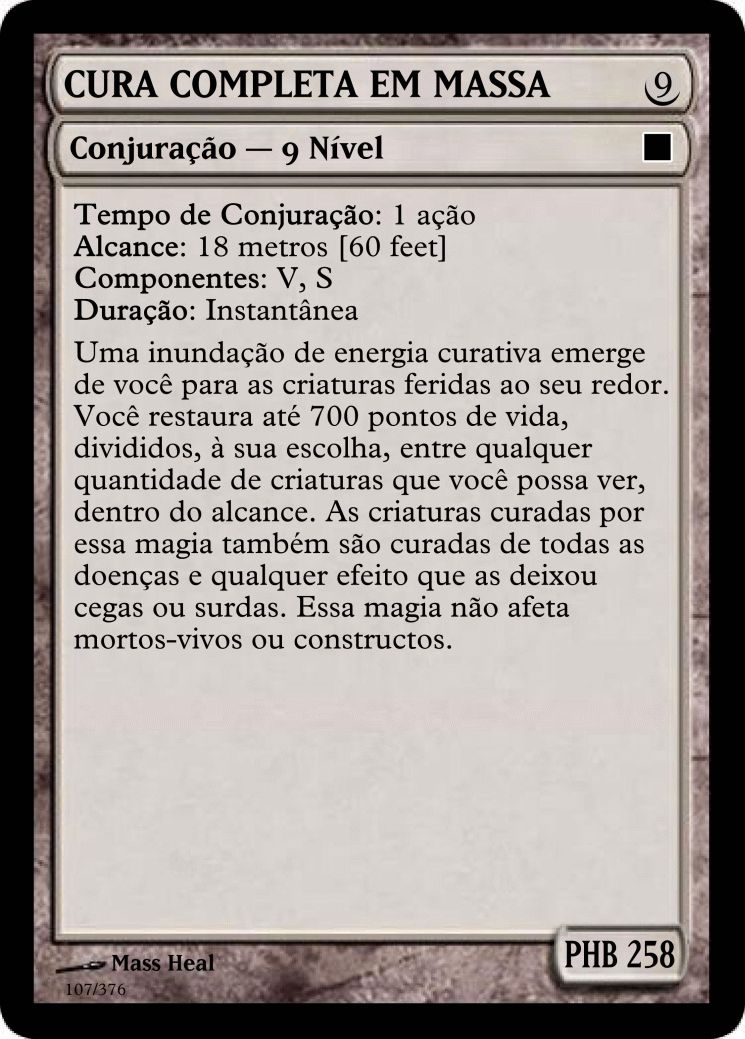 CURA COMPLETA EM MASSA 9
Conjuração — 9 Nível
Tempo de Conjuração: 1 ação
Alcance: 18 metros [60 feet]
Componentes: V, S
Duração: Instantânea
Uma inundação de energia curativa emerge
de você para as criaturas feridas ao seu redor.
Você restaura até 700 pontos de vida,
divididos, à sua escolha, entre qualquer
quantidade de criaturas que você possa ver,
dentro do alcance. As criaturas curadas por
essa magia também são curadas de todas as
doenças e qualquer efeito que as deixou
cegas ou surdas. Essa magia não afeta
mortos-vivos ou constructos.
PHB 258
Mass Heal
107/376